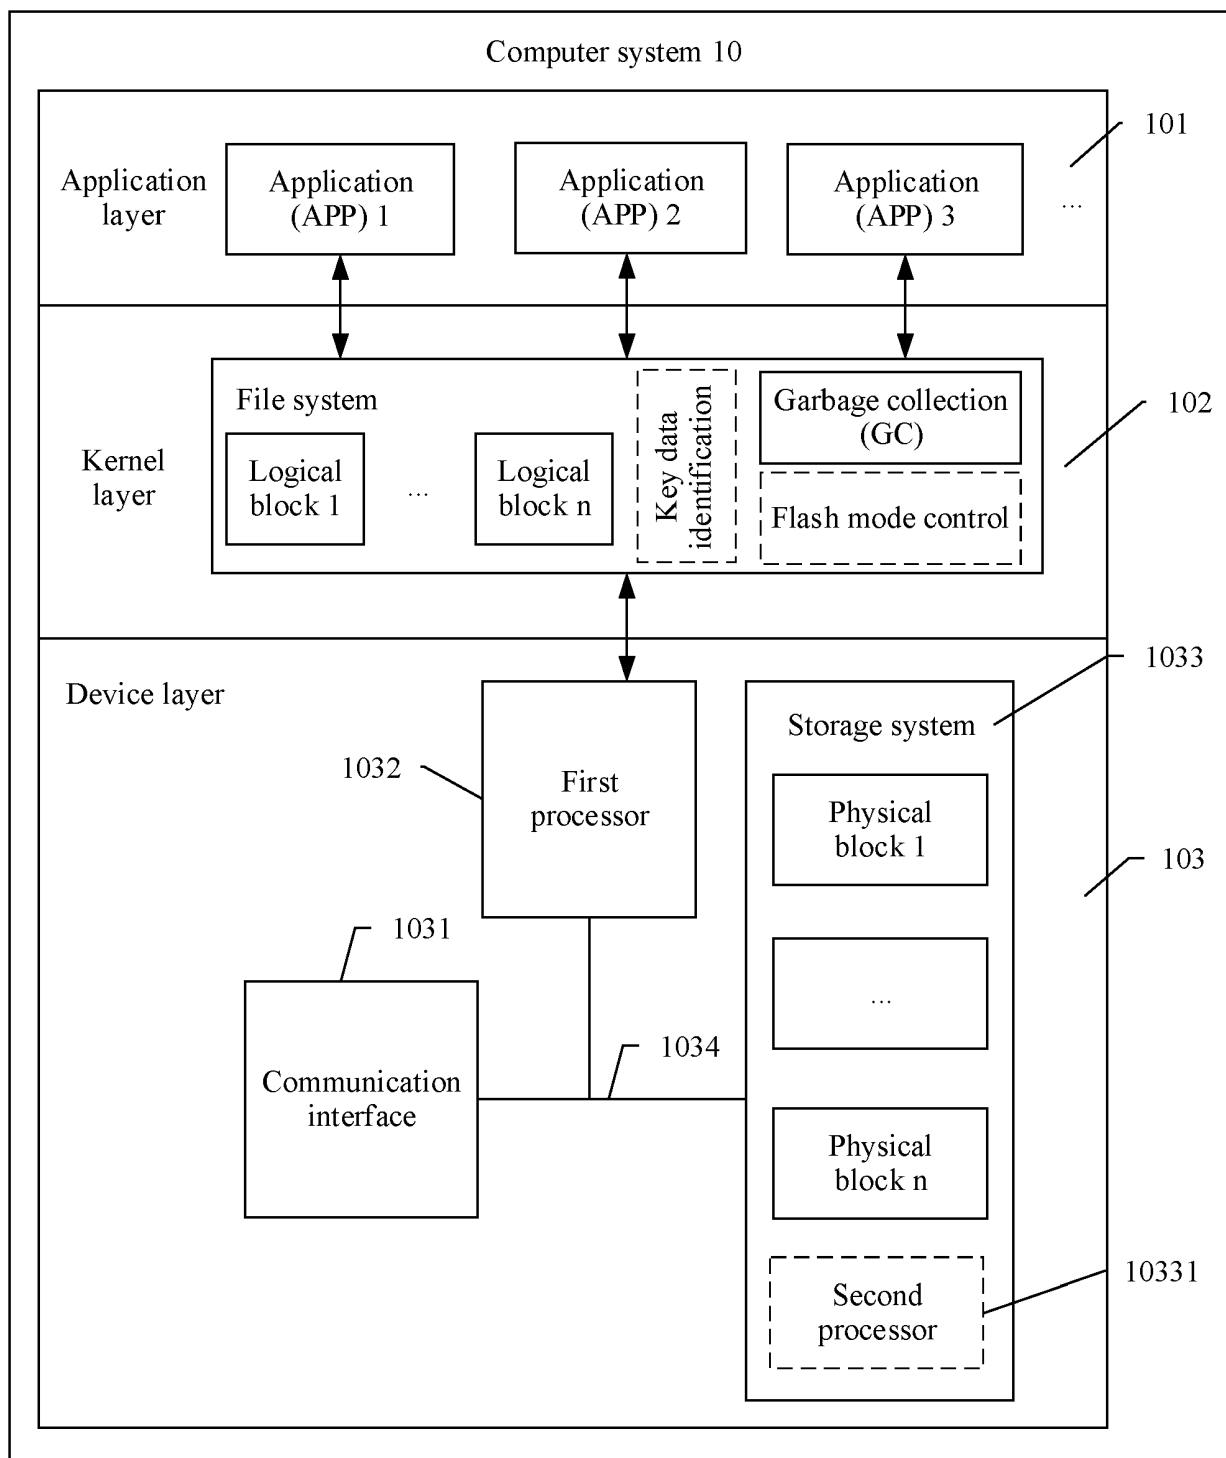 Computer system 10
101
Application
layer
Application
(APP) 1
Application
(APP) 2
Application
(APP) 3
...
102
Kernel
layer
File system
Logical
block 1
...
Logical
block n
Key data
identification
Garbage collection
(GC)
Flash mode control
Device layer
1033
Storage system
1032
First
processor
Physical
block 1
103
1031
Communication
interface
1034
...
Physical
block n
10331
Second
processor